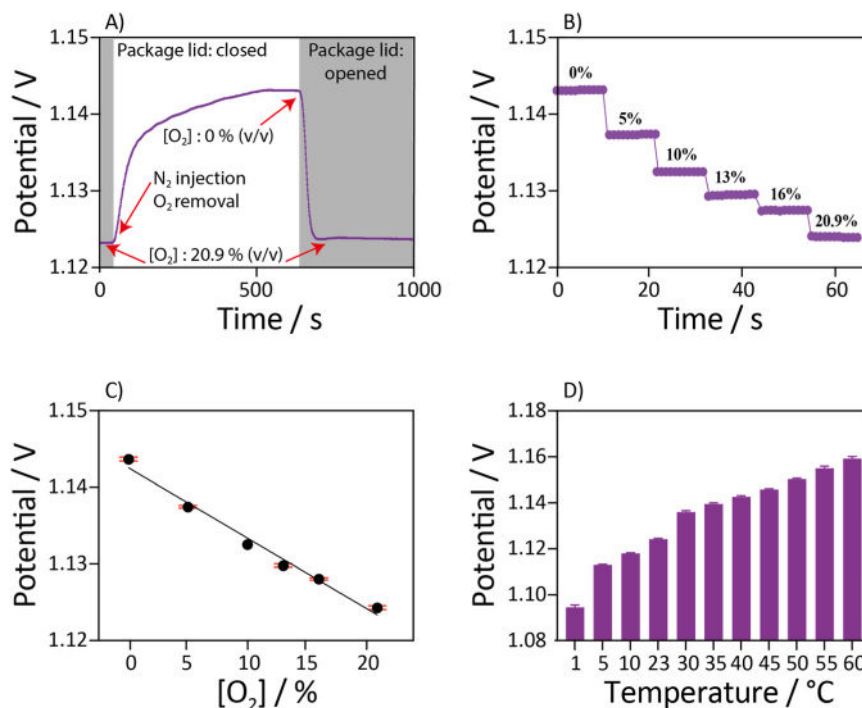 A)
Package lid: closed
Package lid:
opened
[O₂] : 0 % (v/v)
N₂ injection
O₂ removal
[O₂] : 20.9 % (v/v)
1.15
1.14
1.13
1.12
Potential / V
0
500
1000
Time / s
B)
0%
5%
10%
13%
16%
20.9%
1.15
1.14
1.13
1.12
Potential / V
0
20
40
60
Time / s
C)
1.15
1.14
1.13
1.12
Potential / V
0
5
10
15
20
[O₂] / %
D)
1.18
1.16
1.14
1.12
1.10
1.08
Potential / V
1
5
10
23
30
35
40
45
50
55
60
Temperature / °C